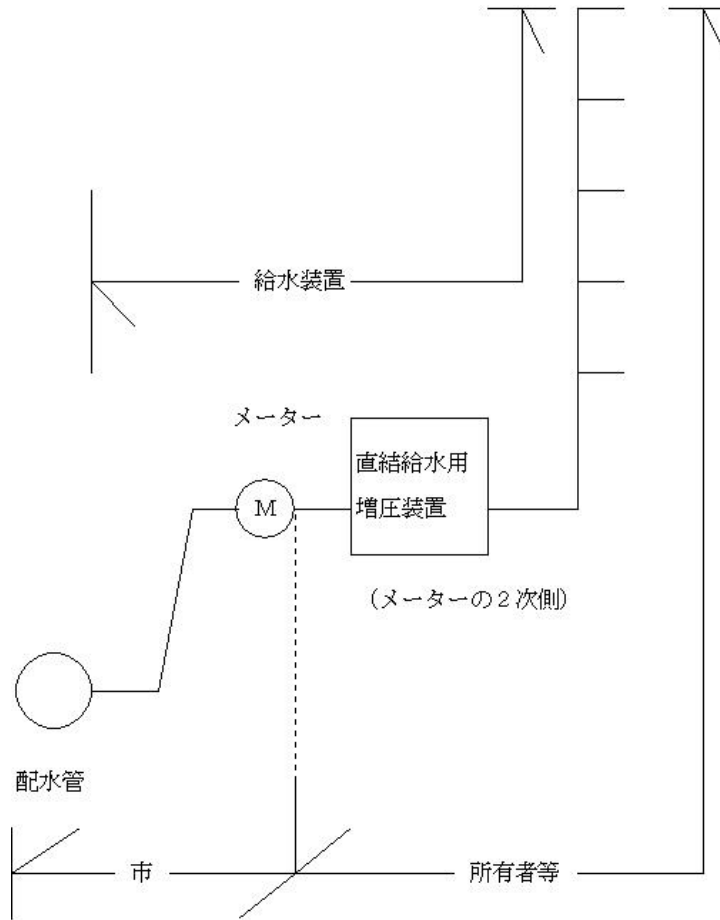 給水装置
メーター
直結給水用
増圧装置
M
(メーターの2次側)
配水管
市
所有者等